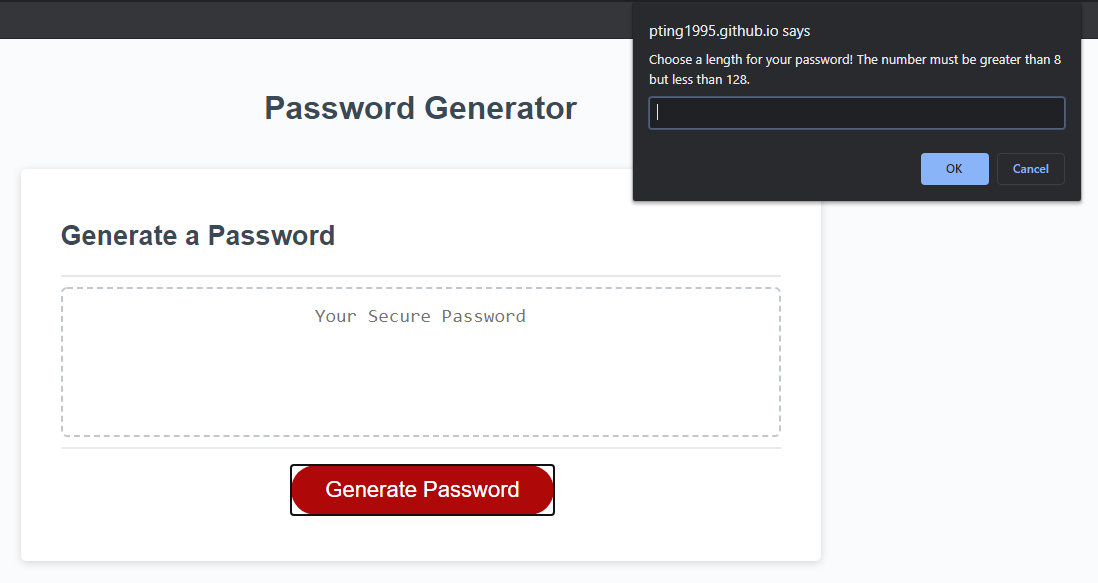 pting1995.github.io says
Choose a length for your password! The number must be greater than 8
but less than 128.
OK
Cancel
Password Generator
Generate a Password
Your Secure Password
Generate Password